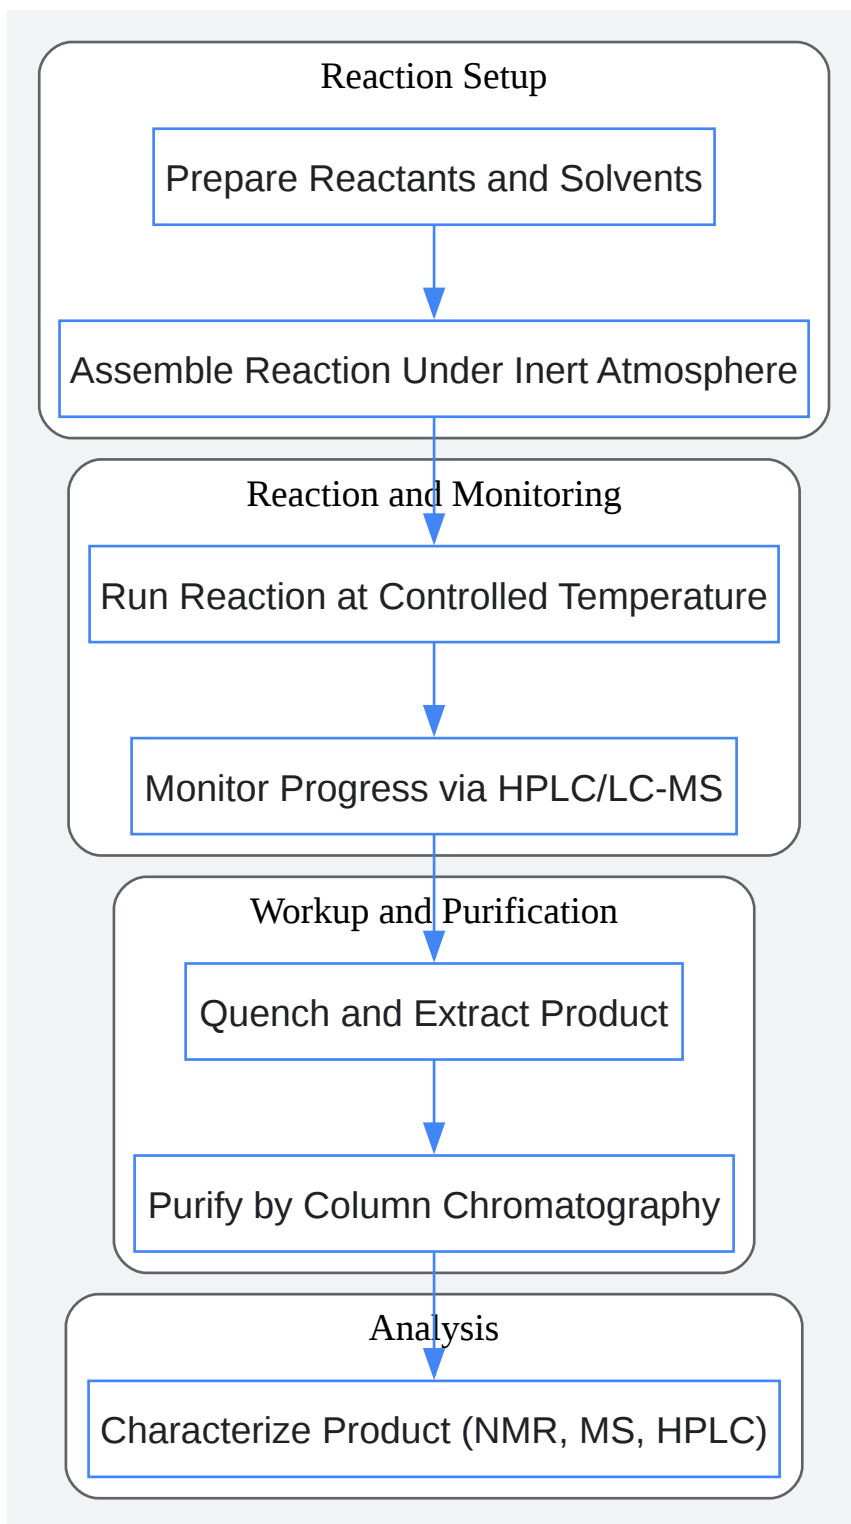 Reaction Setup
Prepare Reactants and Solvents
Assemble Reaction Under Inert Atmosphere
Reaction and Monitoring
Run Reaction at Controlled Temperature
Monitor Progress via HPLC/LC-MS
Workup and Purification
Quench and Extract Product
Purify by Column Chromatography
Analysis
Characterize Product (NMR, MS, HPLC)